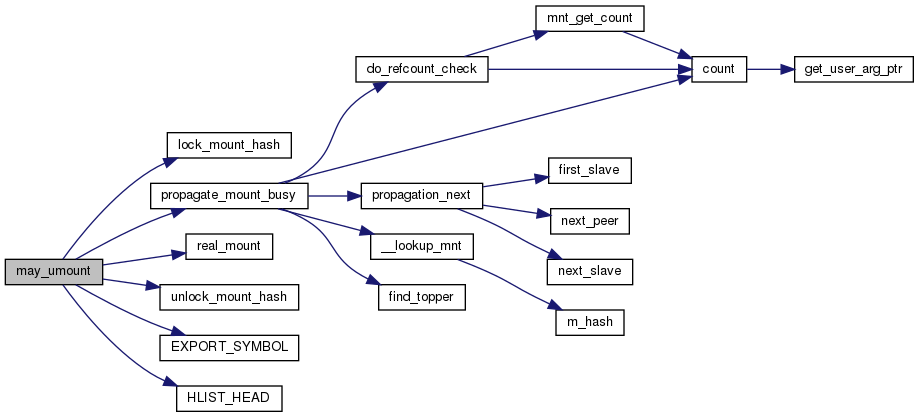 mnt_get_count
do_refcount_check
count
get_user_arg_ptr
lock_mount_hash
first_slave
propagate_mount_busy
propagation_next
next_peer
real_mount
__lookup_mnt
may_umount
next_slave
unlock_mount_hash
find_topper
m_hash
EXPORT_SYMBOL
HLIST_HEAD